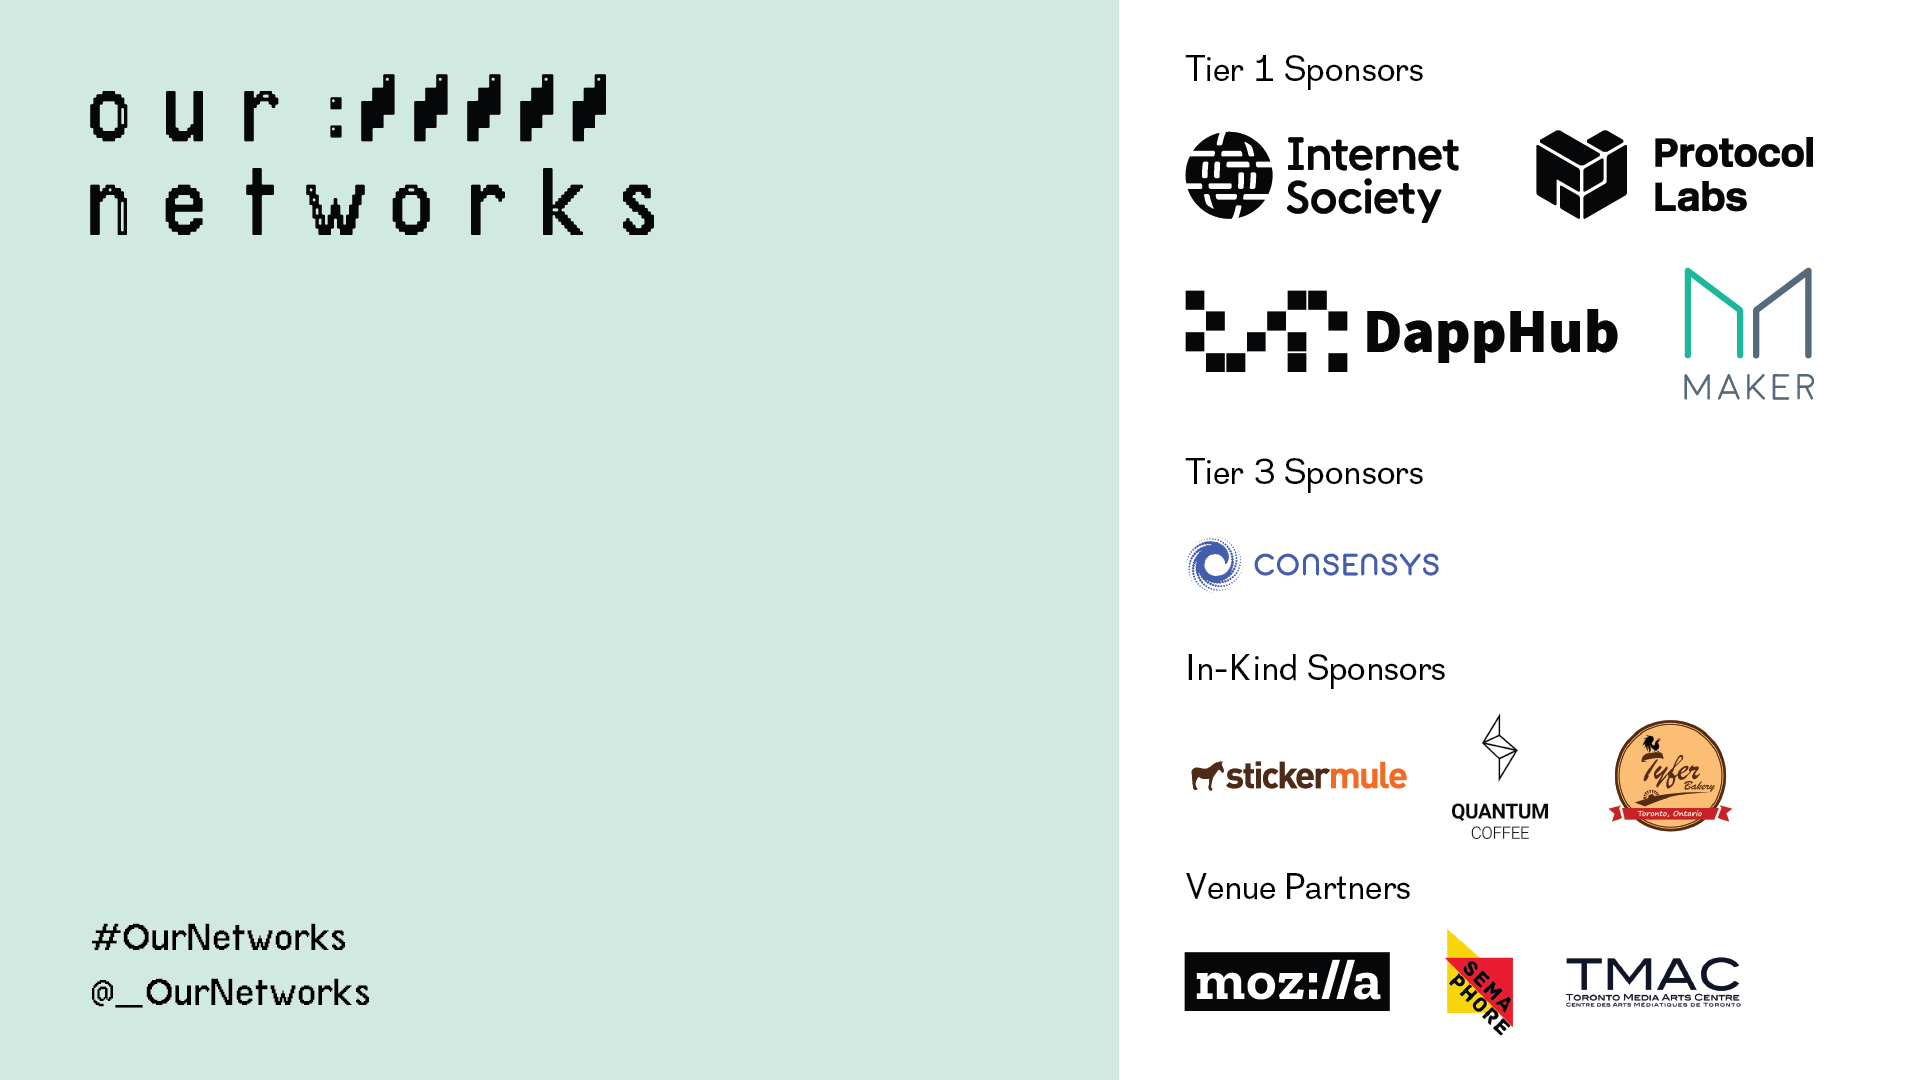 our ://///
networks
#OurNetworks
@_OurNetworks
Tier 1 Sponsors
Internet
Society
Protocol
Labs
DappHub
MAKER
Tier 3 Sponsors
CONSENSYS
In-Kind Sponsors
stickermule
QUANTUM
COFFEE
Tyfer
Bakery
Toronto, Ontario
Venue Partners
moz://a
SEMA
PHORE
TMAC
TORONTO MEDIA ARTS CENTRE
CENTRE DES ARTS MÉDIATIQUES DE TORONTO